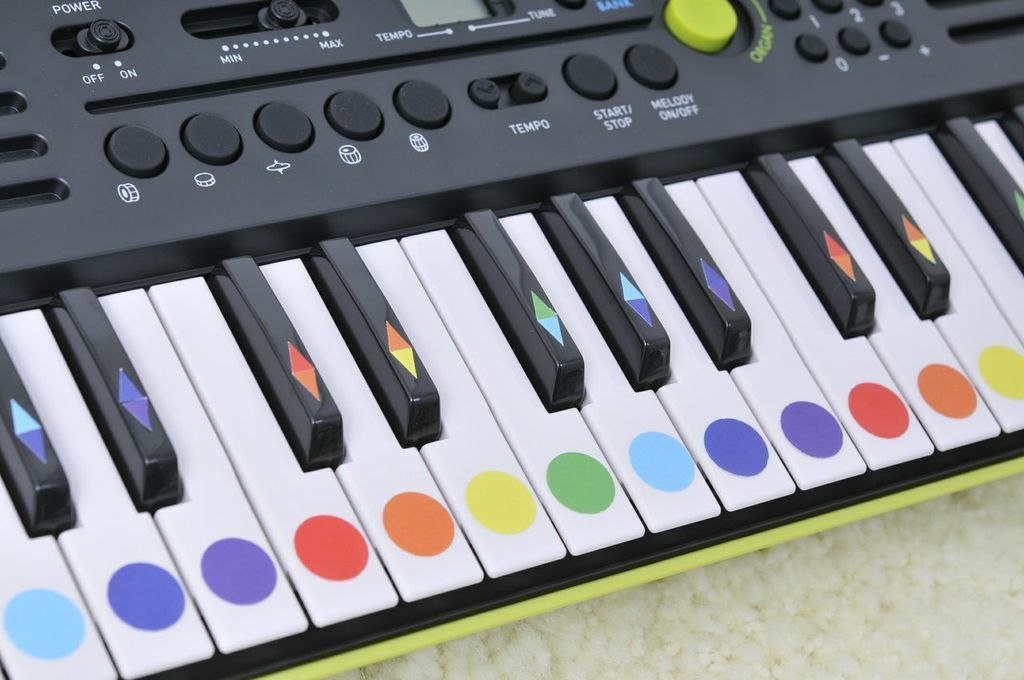 POWER
OFF ON
MIN MAX
TEMPO TUNE
BANK
ORGAN
1 2 3
0 - +
TEMPO
START/
STOP
MELODY
ON/OFF